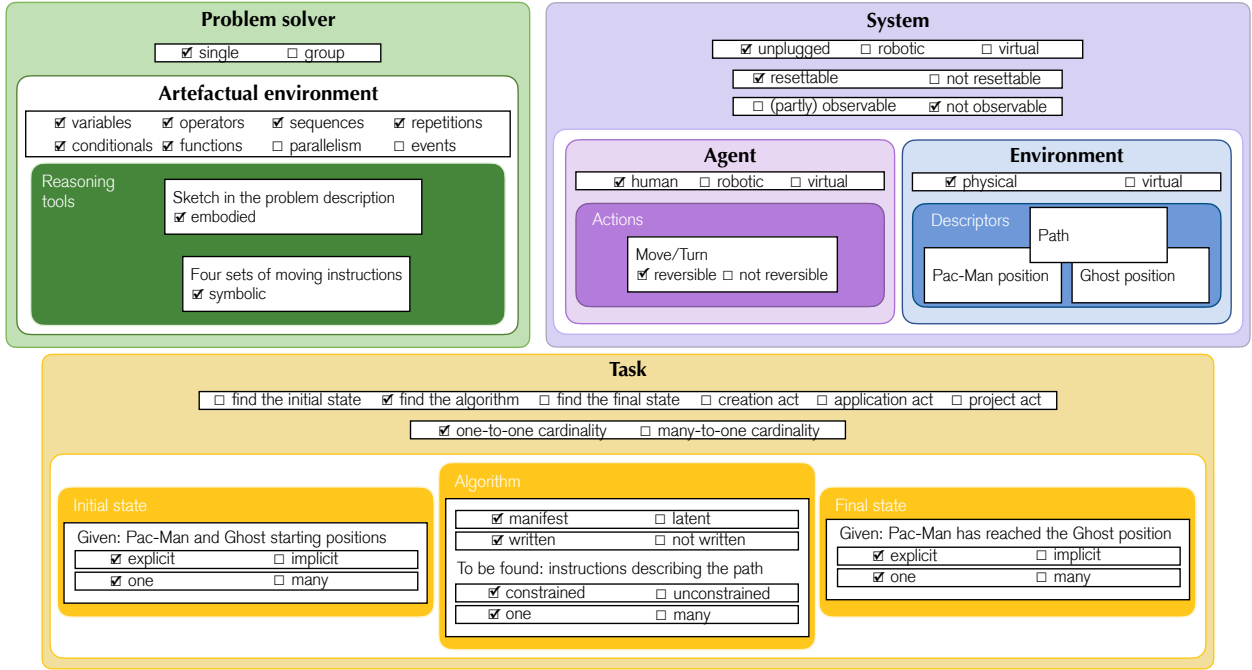 Problem solver
☑ single ☐ group
Artefactual environment
☑ variables ☑ operators ☑ sequences ☑ repetitions
☑ conditionals ☑ functions ☐ parallelism ☐ events
Reasoning
tools
Sketch in the problem description
☑ embodied
Four sets of moving instructions
☑ symbolic
System
☑ unplugged ☐ robotic ☐ virtual
☑ resettable ☐ not resettable
☐ (partly) observable ☑ not observable
Agent
☑ human ☐ robotic ☐ virtual
Actions
Move/Turn
☑ reversible ☐ not reversible
Environment
☑ physical ☐ virtual
Descriptors
Path
Pac-Man position
Ghost position
Task
☐ find the initial state ☑ find the algorithm ☐ find the final state ☐ creation act ☐ application act ☐ project act
☑ one-to-one cardinality ☐ many-to-one cardinality
Initial state
Given: Pac-Man and Ghost starting positions
☑ explicit ☐ implicit
☑ one ☐ many
Algorithm
☑ manifest ☐ latent
☑ written ☐ not written
To be found: instructions describing the path
☑ constrained ☐ unconstrained
☑ one ☐ many
Final state
Given: Pac-Man has reached the Ghost position
☑ explicit ☐ implicit
☑ one ☐ many